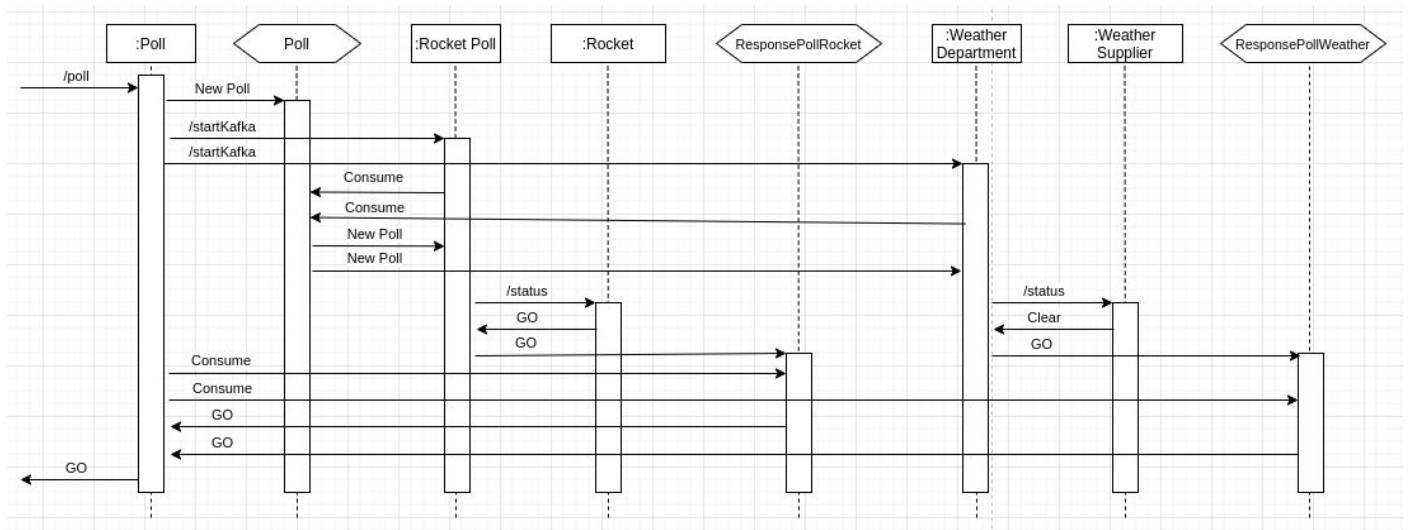 :Poll
Poll
:Rocket Poll
:Rocket
ResponsePollRocket
:Weather
Department
:Weather
Supplier
ResponsePollWeather
/poll
New Poll
/startKafka
/startKafka
Consume
Consume
New Poll
New Poll
/status
/status
GO
Clear
GO
GO
Consume
Consume
GO
GO
GO